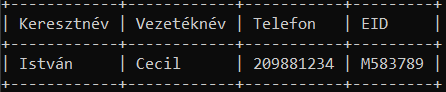 | Keresztnév | Vezetéknév | Telefon | EID |
| István | Cecil | 209881234 | M583789 |